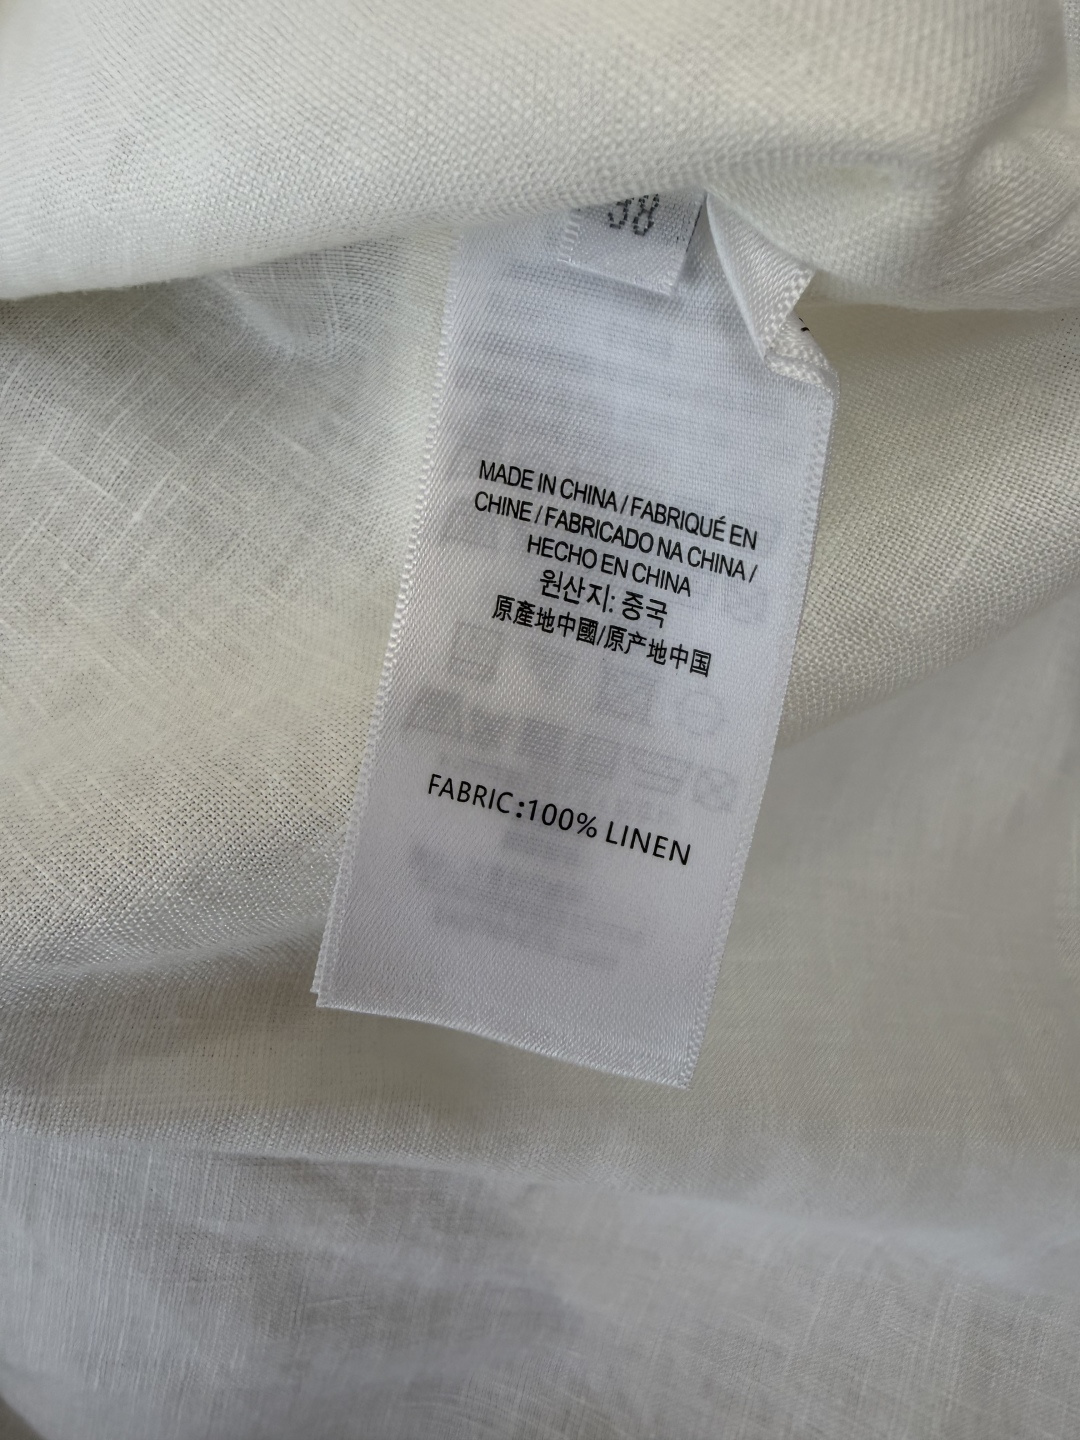 38
MADE IN CHINA / FABRIQUÉ EN
CHINE / FABRICADO NA CHINA /
HECHO EN CHINA
원산지: 중국
原產地中國/原产地中国
FABRIC:100% LINEN